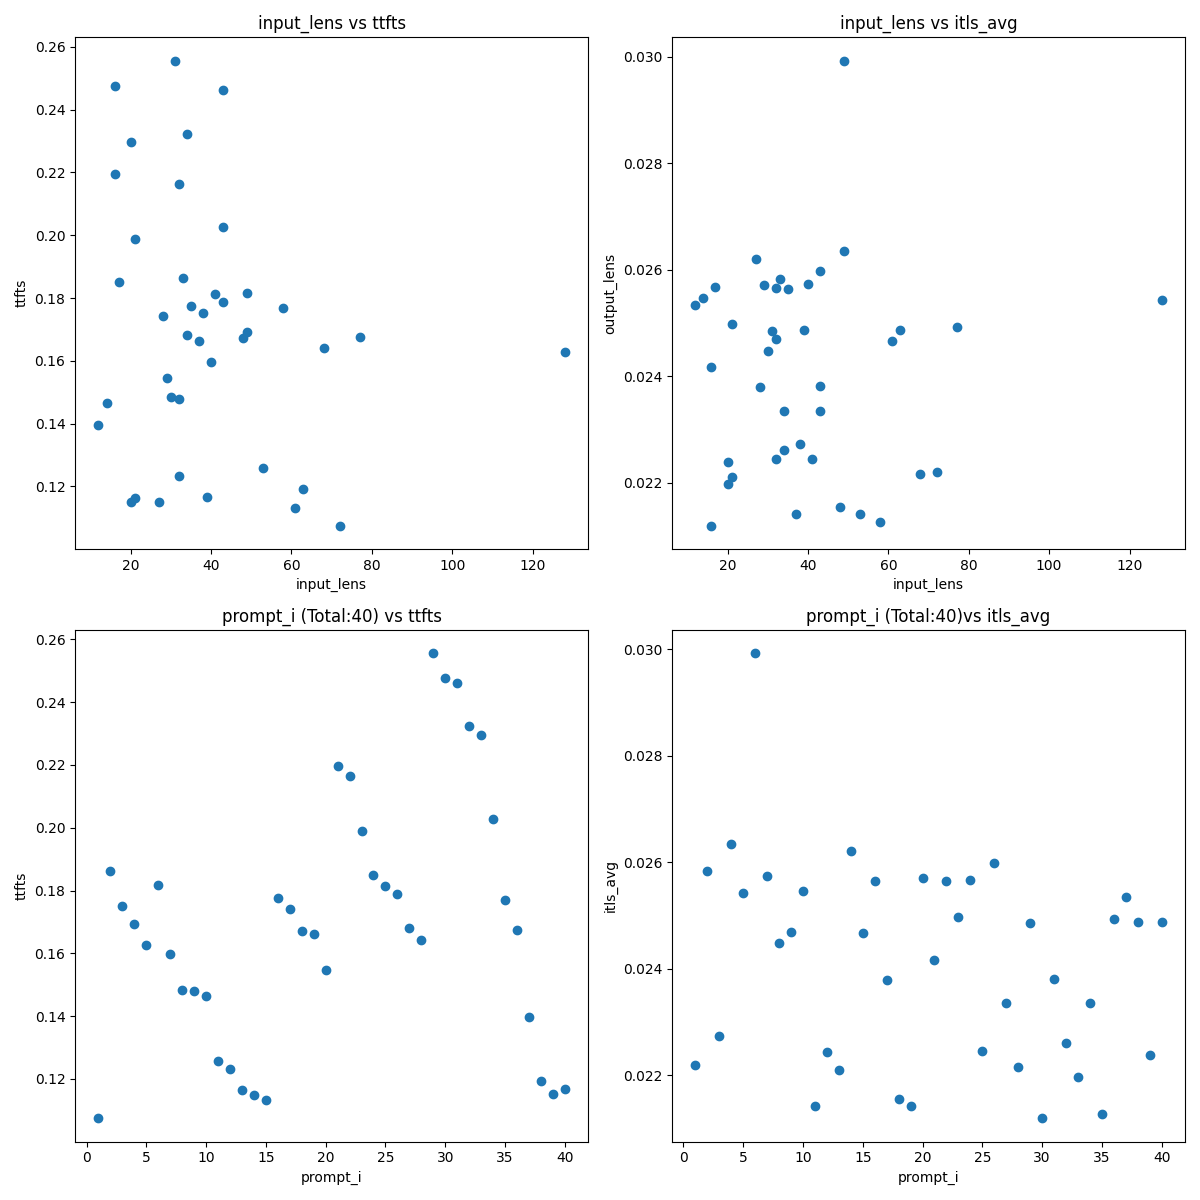 input_lens vs ttfts
0.26
0.24
0.22
0.20
0.18
0.16
0.14
0.12
ttfts
20 40 60 80 100 120
input_lens
input_lens vs itls_avg
0.030
0.028
0.026
0.024
0.022
output_lens
20 40 60 80 100 120
input_lens
prompt_i (Total:40) vs ttfts
0.26
0.24
0.22
0.20
0.18
0.16
0.14
0.12
ttfts
0 5 10 15 20 25 30 35 40
prompt_i
prompt_i (Total:40)vs itls_avg
0.030
0.028
0.026
0.024
0.022
itls_avg
0 5 10 15 20 25 30 35 40
prompt_i